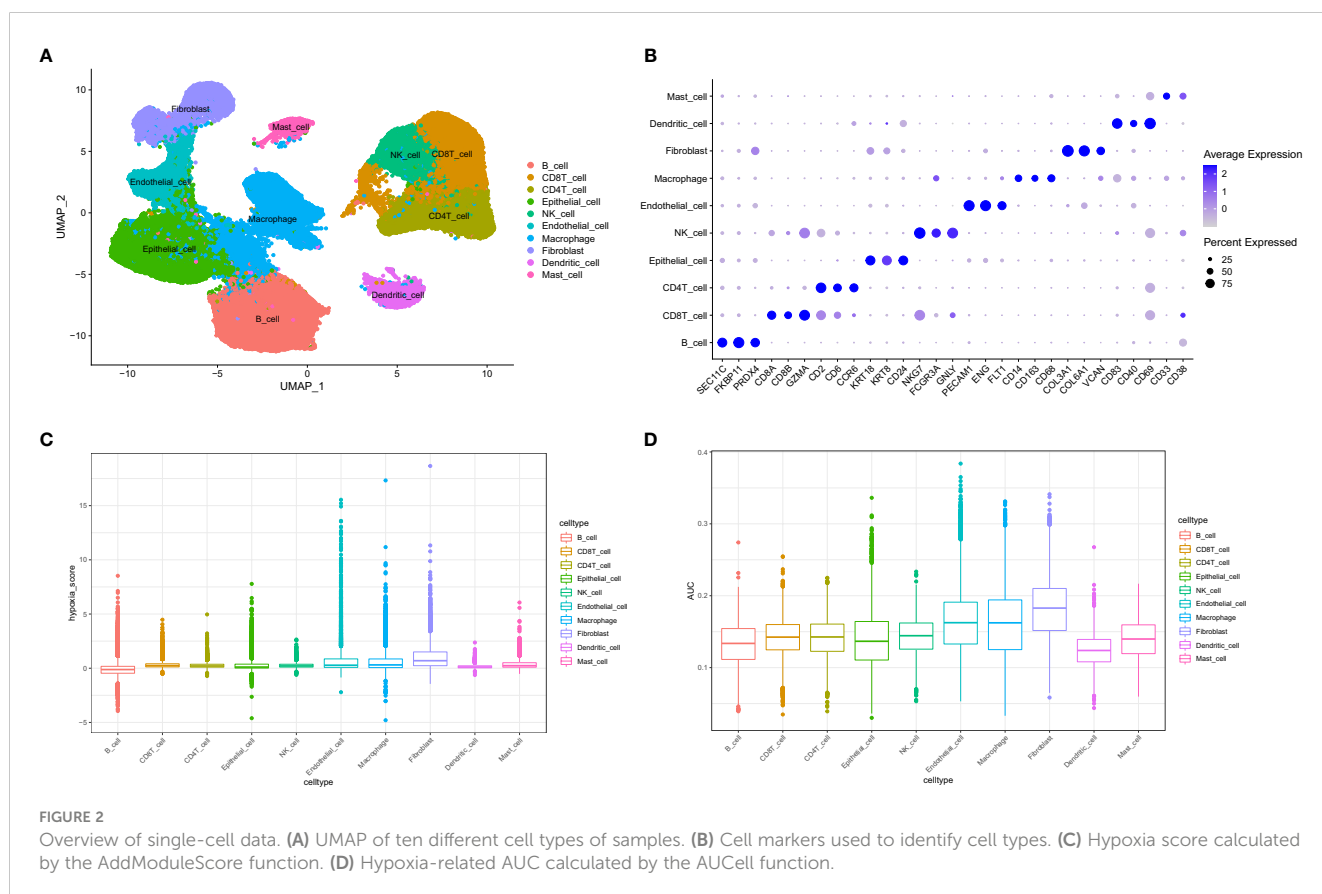 A
10
5
0
−5
−10
UMAP_2
−10
−5
0
5
10
UMAP_1
Fibroblast
Mast_cell
NK_cell
CD8T_cell
Endothelial_cell
Macrophage
CD4T_cell
Epithelial_cell
Dendritic_cell
B_cell
B_cell
CD8T_cell
CD4T_cell
Epithelial_cell
NK_cell
Endothelial_cell
Macrophage
Fibroblast
Dendritic_cell
Mast_cell
B
Mast_cell
Dendritic_cell
Fibroblast
Macrophage
Endothelial_cell
NK_cell
Epithelial_cell
CD4T_cell
CD8T_cell
B_cell
SEC11C
FKBP11
PRDX4
CD8A
CD8B
GZMA
CD2
CD6
CCR6
KRT18
KRT8
CD24
NKG7
FCGR3A
GNLY
PECAM1
ENG
FLT1
CD14
CD163
CD68
COL3A1
COL6A1
VCAN
CD83
CD40
CD69
CD33
CD38
Average Expression
2
1
0
Percent Expressed
25
50
75
C
15
10
5
0
−5
hypoxia_score
B_cell
CD8T_cell
CD4T_cell
Epithelial_cell
NK_cell
Endothelial_cell
Macrophage
Fibroblast
Dendritic_cell
Mast_cell
celltype
celltype
B_cell
CD8T_cell
CD4T_cell
Epithelial_cell
NK_cell
Endothelial_cell
Macrophage
Fibroblast
Dendritic_cell
Mast_cell
D
0.4
0.3
0.2
0.1
AUC
B_cell
CD8T_cell
CD4T_cell
Epithelial_cell
NK_cell
Endothelial_cell
Macrophage
Fibroblast
Dendritic_cell
Mast_cell
celltype
celltype
B_cell
CD8T_cell
CD4T_cell
Epithelial_cell
NK_cell
Endothelial_cell
Macrophage
Fibroblast
Dendritic_cell
Mast_cell
FIGURE 2
Overview of single-cell data. (A) UMAP of ten different cell types of samples. (B) Cell markers used to identify cell types. (C) Hypoxia score calculated
by the AddModuleScore function. (D) Hypoxia-related AUC calculated by the AUCell function.